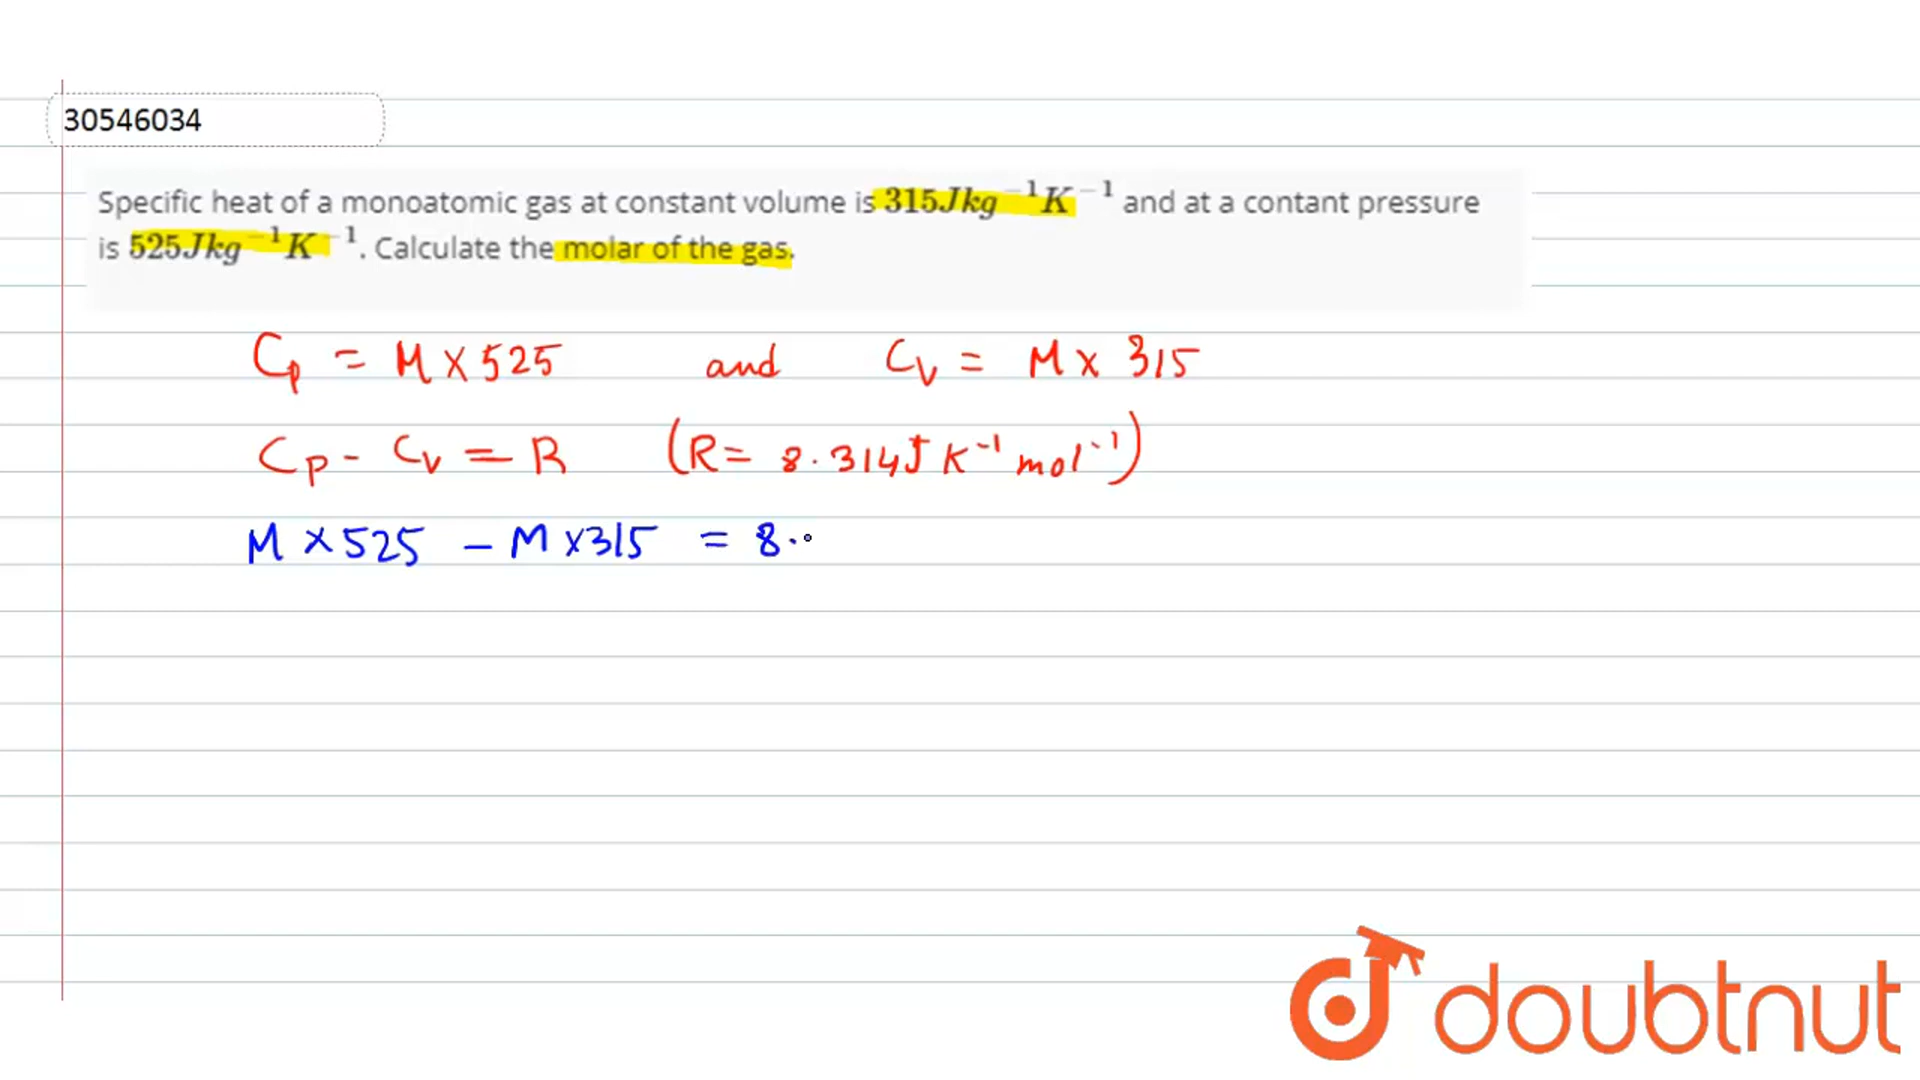 30546034
Specific heat of a monoatomic gas at constant volume is 315Jkg⁻¹K⁻¹ and at a contant pressure
is 525Jkg⁻¹K⁻¹. Calculate the molar of the gas.
Cp = M × 525 and Cv = M × 315
Cp - Cv = R (R = 8.314 J K⁻¹ mol⁻¹)
M × 525 - M × 315 = 8.
doubtnut